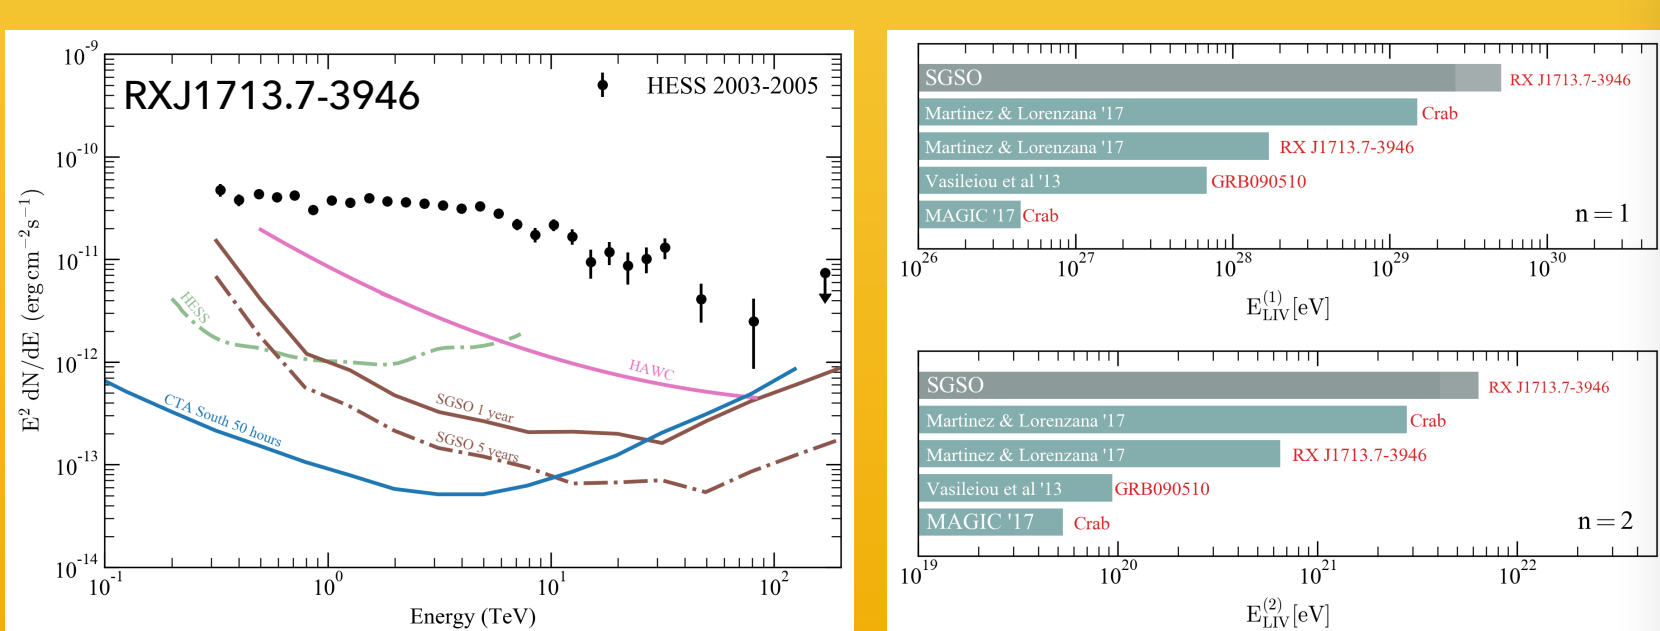 RXJ1713.7-3946
HESS 2003-2005
10^-9
10^-10
10^-11
10^-12
10^-13
10^-14
E^2 dN/dE (erg cm^−2 s^−1)
HESS
HAWC
SGSO 1 year
SGSO 5 years
CTA South 50 hours
10^-1
10^0
10^1
10^2
Energy (TeV)
SGSO RX J1713.7-3946
Martinez & Lorenzana '17 Crab
Martinez & Lorenzana '17 RX J1713.7-3946
Vasileiou et al '13 GRB090510
MAGIC '17 Crab
n = 1
10^26 10^27 10^28 10^29 10^30
E_LIV^(1) [eV]
SGSO RX J1713.7-3946
Martinez & Lorenzana '17 Crab
Martinez & Lorenzana '17 RX J1713.7-3946
Vasileiou et al '13 GRB090510
MAGIC '17 Crab
n = 2
10^19 10^20 10^21 10^22
E_LIV^(2) [eV]